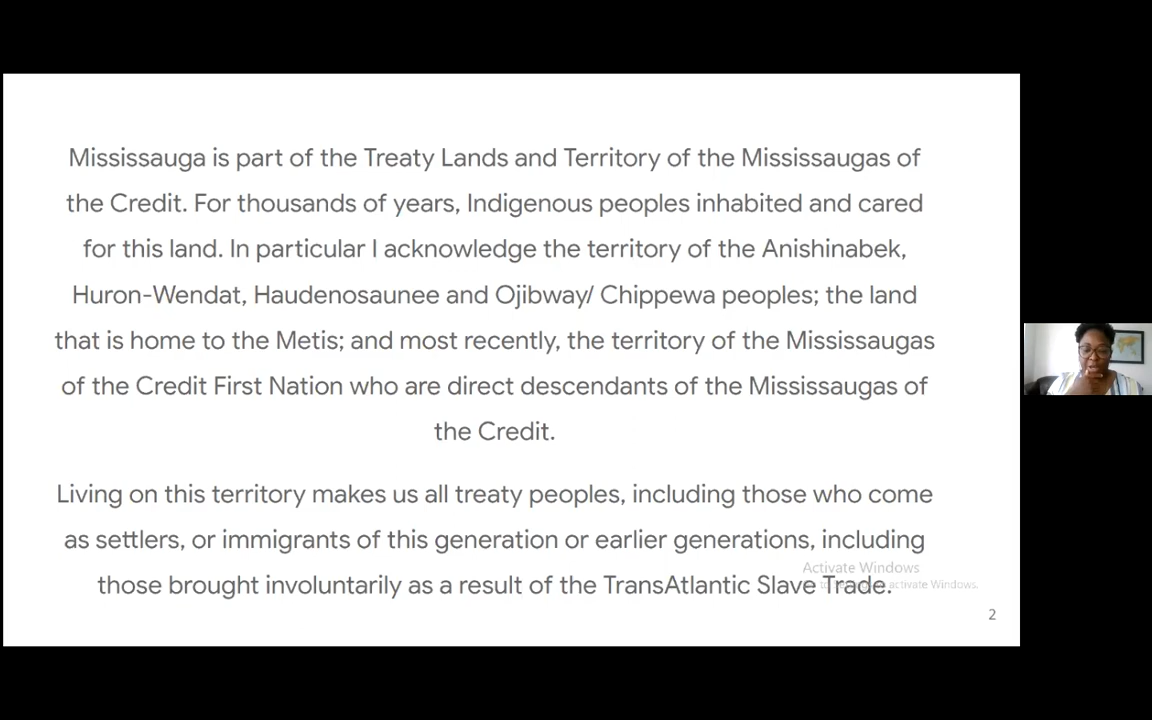 Mississauga is part of the Treaty Lands and Territory of the Mississaugas of
the Credit. For thousands of years, Indigenous peoples inhabited and cared
for this land. In particular I acknowledge the territory of the Anishinabek,
Huron-Wendat, Haudenosaunee and Ojibway/ Chippewa peoples; the land
that is home to the Metis; and most recently, the territory of the Mississaugas
of the Credit First Nation who are direct descendants of the Mississaugas of
the Credit.
Living on this territory makes us all treaty peoples, including those who come
as settlers, or immigrants of this generation or earlier generations, including
those brought involuntarily as a result of the TransAtlantic Slave Trade.
Activate Windows
activate Windows.
2